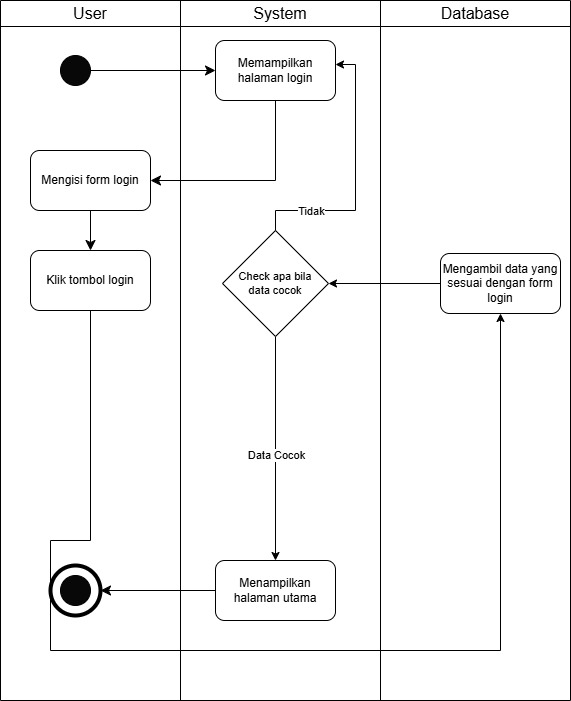 User
System
Database
Memampilkan
halaman login
Mengisi form login
Tidak
Klik tombol login
Check apa bila
data cocok
Mengambil data yang
sesuai dengan form
login
Data Cocok
Menampilkan
halaman utama